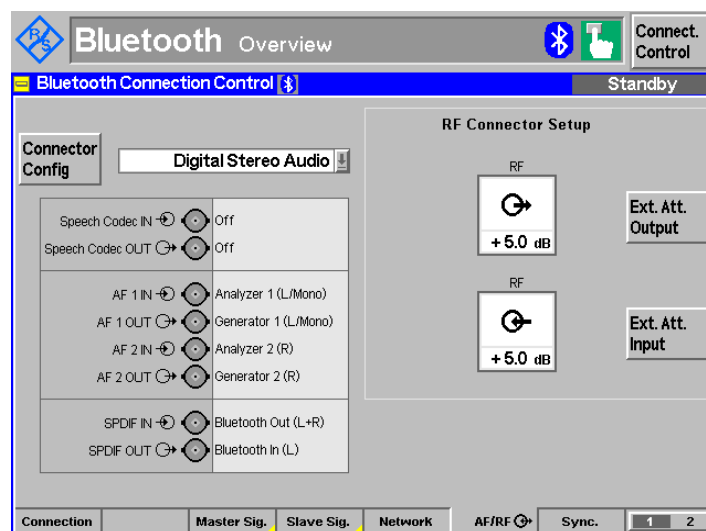 R/S Bluetooth Overview
Connect. Control
Bluetooth Connection Control
Standby
Connector Config
Digital Stereo Audio
Speech Codec IN Off
Speech Codec OUT Off
AF 1 IN Analyzer 1 (L/Mono)
AF 1 OUT Generator 1 (L/Mono)
AF 2 IN Analyzer 2 (R)
AF 2 OUT Generator 2 (R)
SPDIF IN Bluetooth Out (L+R)
SPDIF OUT Bluetooth In (L)
RF Connector Setup
RF
+ 5.0 dB
Ext. Att. Output
RF
+ 5.0 dB
Ext. Att. Input
Connection Master Sig. Slave Sig. Network AF/RF Sync. 1 2